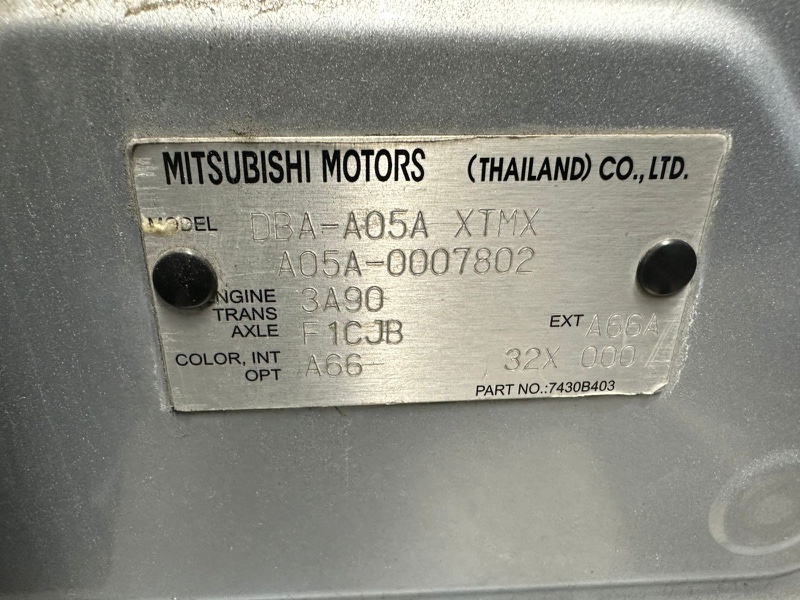 MITSUBISHI MOTORS (THAILAND) CO., LTD.
MODEL DBA-A05A XTMX
A05A-0007802
ENGINE 3A90
TRANS
AXLE F1CJB EXT A66A
COLOR, INT
OPT A66- 32X 000
PART NO.:7430B403